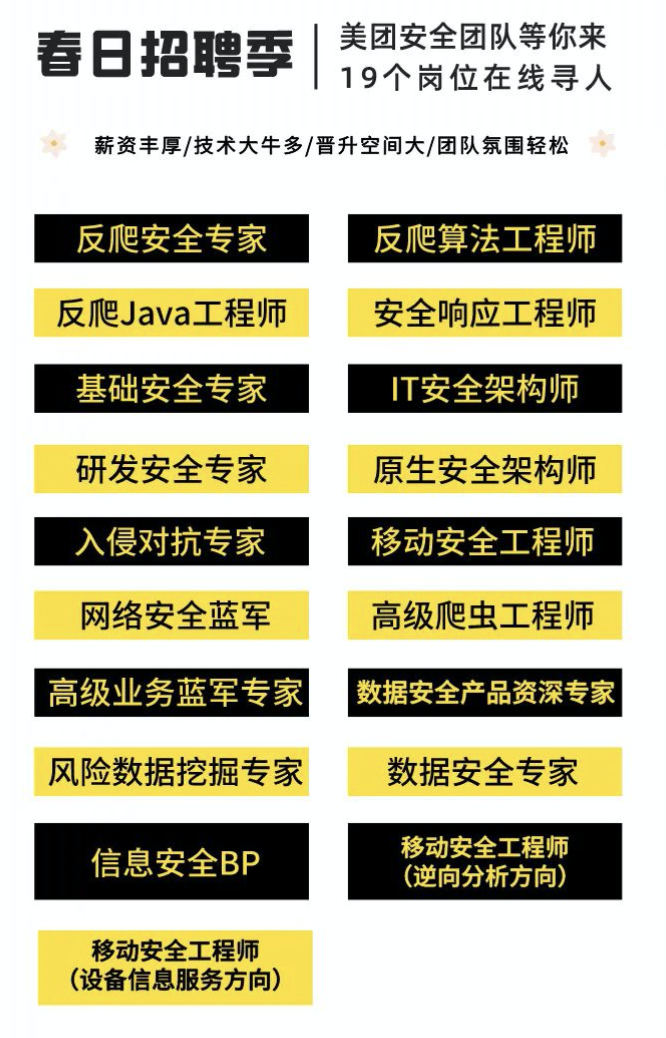 春日招聘季
美团安全团队等你来
19个岗位在线寻人
薪资丰厚/技术大牛多/晋升空间大/团队氛围轻松
反爬安全专家
反爬算法工程师
反爬Java工程师
安全响应工程师
基础安全专家
IT安全架构师
研发安全专家
原生安全架构师
入侵对抗专家
移动安全工程师
网络安全蓝军
高级爬虫工程师
高级业务蓝军专家
数据安全产品资深专家
风险数据挖掘专家
数据安全专家
信息安全BP
移动安全工程师
（逆向分析方向）
移动安全工程师
（设备信息服务方向）